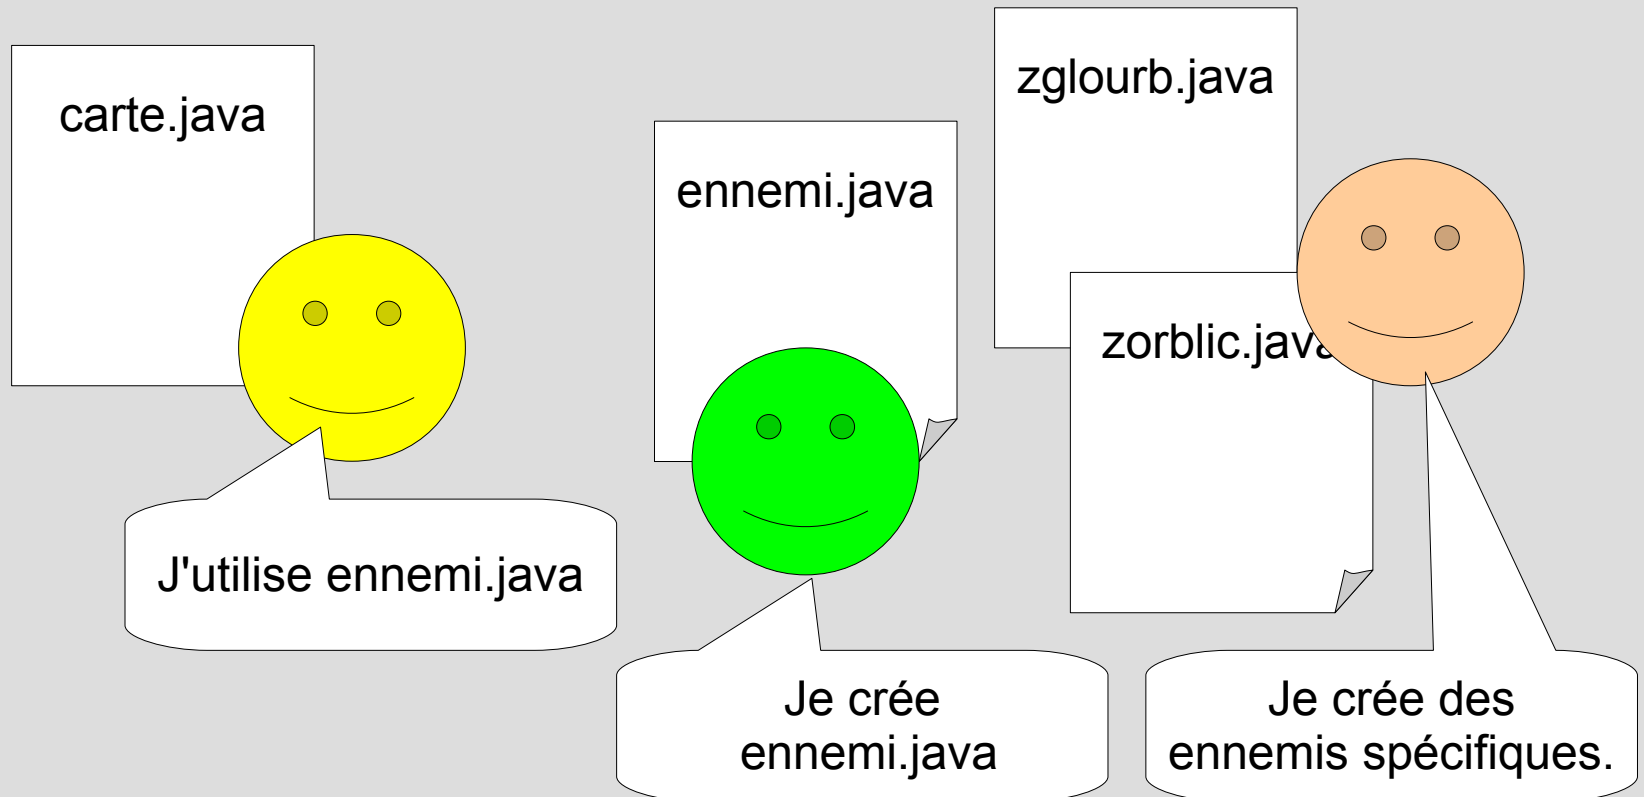 carte.java
ennemi.java
zglourb.java
zorblic.java
J'utilise ennemi.java
Je crée
ennemi.java
Je crée des
ennemis spécifiques.